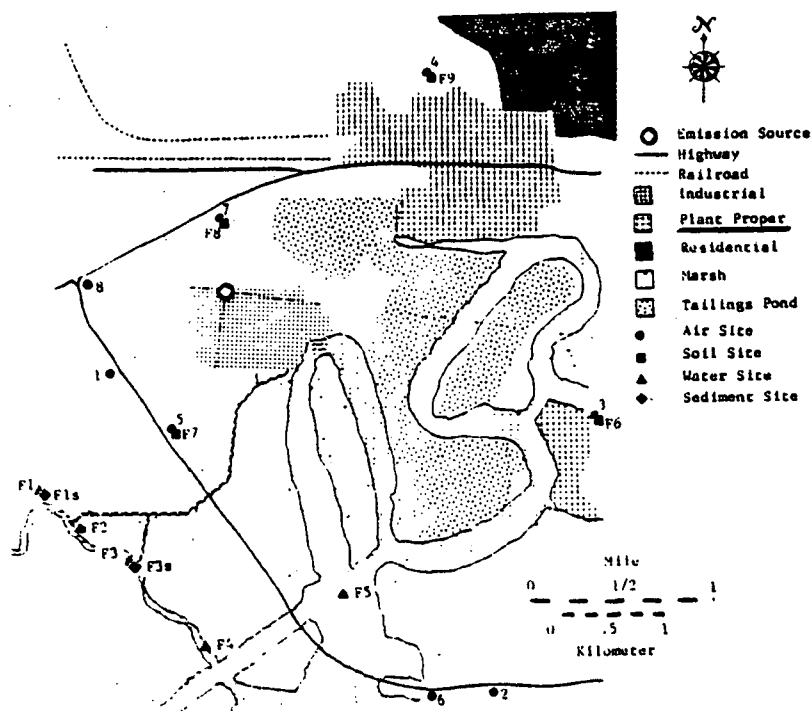 N
4
F9
Emission Source
Highway
Railroad
Industrial
Plant Proper
Residential
Marsh
Tailings Pond
Air Site
Soil Site
Water Site
Sediment Site
7
F8
8
1
5
F7
3
F6
F1
F1s
F2
F3
F3s
F4
F5
6
2
Mile
0 1/2 1
0 .5 1
Kilometer